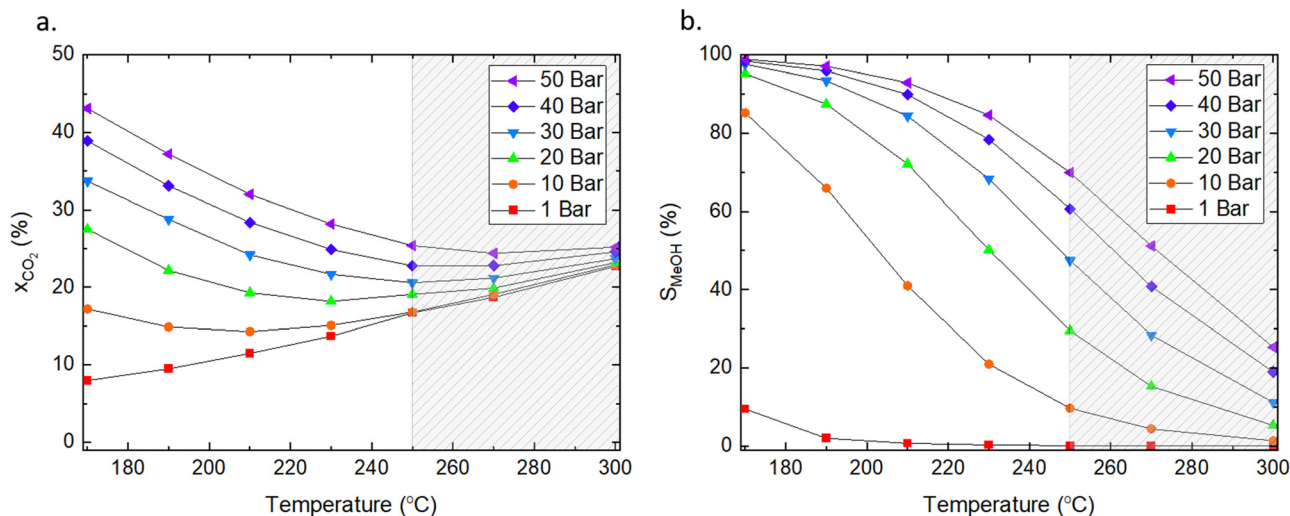 a.
50
40
30
20
10
0
x_CO₂ (%)
50 Bar
40 Bar
30 Bar
20 Bar
10 Bar
1 Bar
180 200 220 240 260 280 300
Temperature (°C)
b.
100
80
60
40
20
0
S_MeOH (%)
50 Bar
40 Bar
30 Bar
20 Bar
10 Bar
1 Bar
180 200 220 240 260 280 300
Temperature (°C)